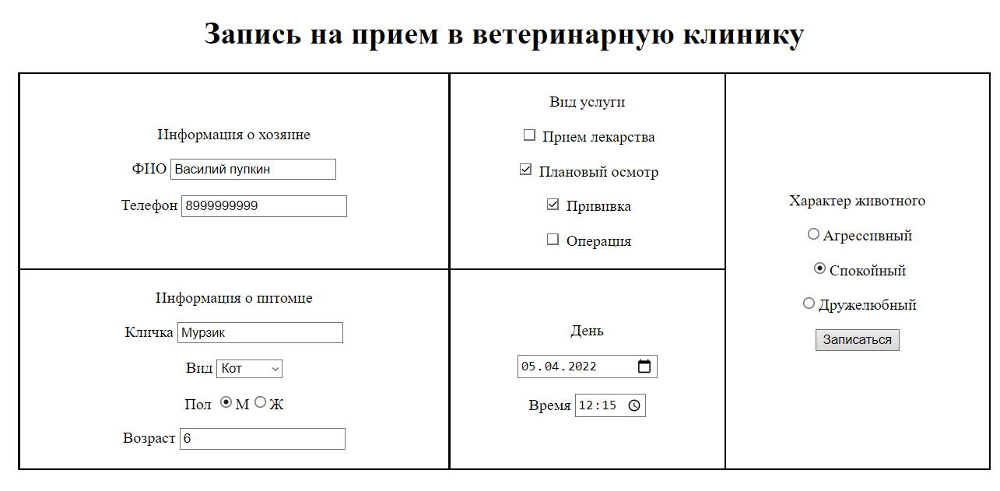 Запись на прием в ветеринарную клинику
Информация о хозяине
ФИО Василий пупкин
Телефон 8999999999
Вид услуги
Прием лекарства
Плановый осмотр
Прививка
Операция
Характер животного
Агрессивный
Спокойный
Дружелюбный
Записаться
Информация о питомце
Кличка Мурзик
Вид Кот
Пол М Ж
Возраст 6
День
05.04.2022
Время 12:15